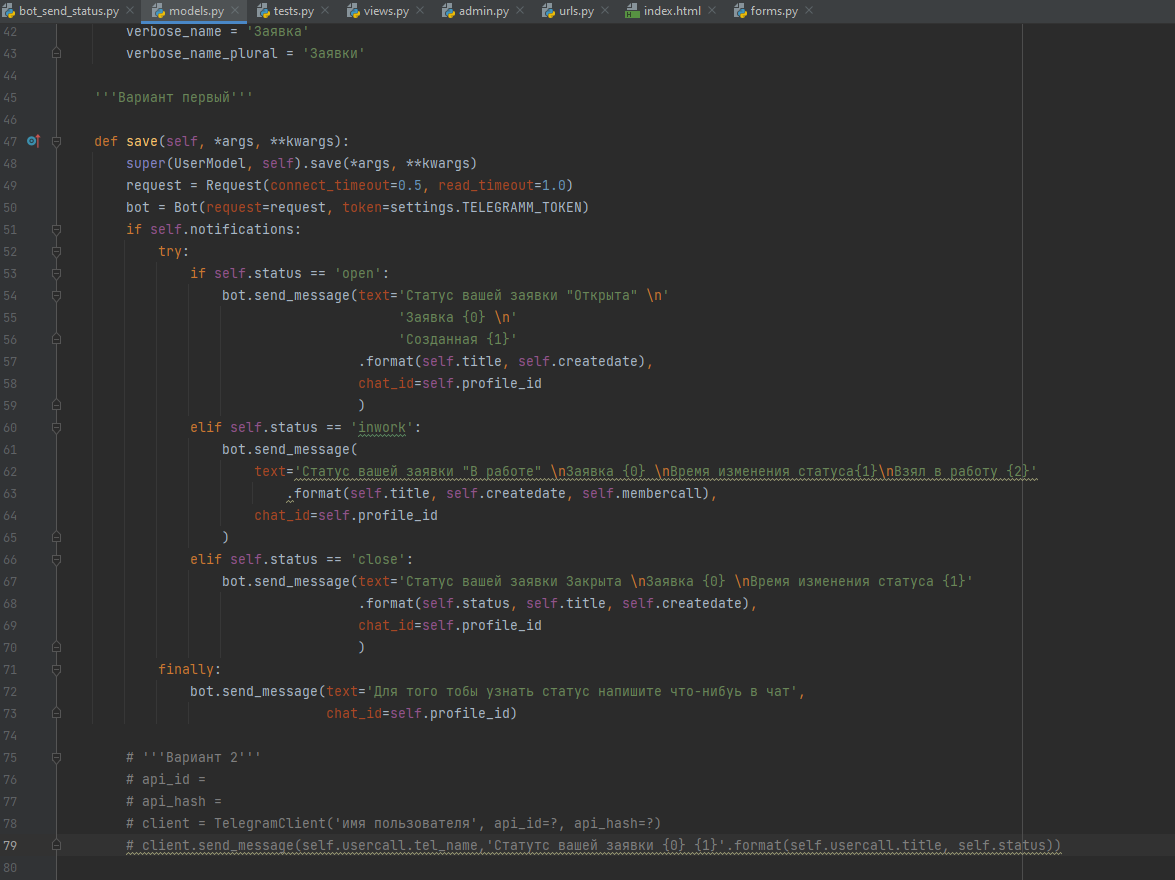 bot_send_status.py models.py tests.py views.py admin.py urls.py index.html forms.py
42 verbose_name = 'Заявка'
43 verbose_name_plural = 'Заявки'
44
45 '''Вариант первый'''
46
47 def save(self, *args, **kwargs):
48 super(UserModel, self).save(*args, **kwargs)
49 request = Request(connect_timeout=0.5, read_timeout=1.0)
50 bot = Bot(request=request, token=settings.TELEGRAMM_TOKEN)
51 if self.notifications:
52 try:
53 if self.status == 'open':
54 bot.send_message(text='Статус вашей заявки "Открыта" \n'
55 'Заявка {0} \n'
56 'Созданная {1}'
57 .format(self.title, self.createdate),
58 chat_id=self.profile_id
59 )
60 elif self.status == 'inwork':
61 bot.send_message(
62 text='Статус вашей заявки "В работе" \nЗаявка {0} \nВремя изменения статуса{1}\nВзял в работу {2}'
63 .format(self.title, self.createdate, self.membercall),
64 chat_id=self.profile_id
65 )
66 elif self.status == 'close':
67 bot.send_message(text='Статус вашей заявки Закрыта \nЗаявка {0} \nВремя изменения статуса {1}'
68 .format(self.status, self.title, self.createdate),
69 chat_id=self.profile_id
70 )
71 finally:
72 bot.send_message(text='Для того тобы узнать статус напишите что-нибуь в чат',
73 chat_id=self.profile_id)
74
75 # '''Вариант 2'''
76 # api_id =
77 # api_hash =
78 # client = TelegramClient('имя пользователя', api_id=?, api_hash=?)
79 # client.send_message(self.usercall.tel_name,'Статутс вашей заявки {0} {1}'.format(self.usercall.title, self.status))
80